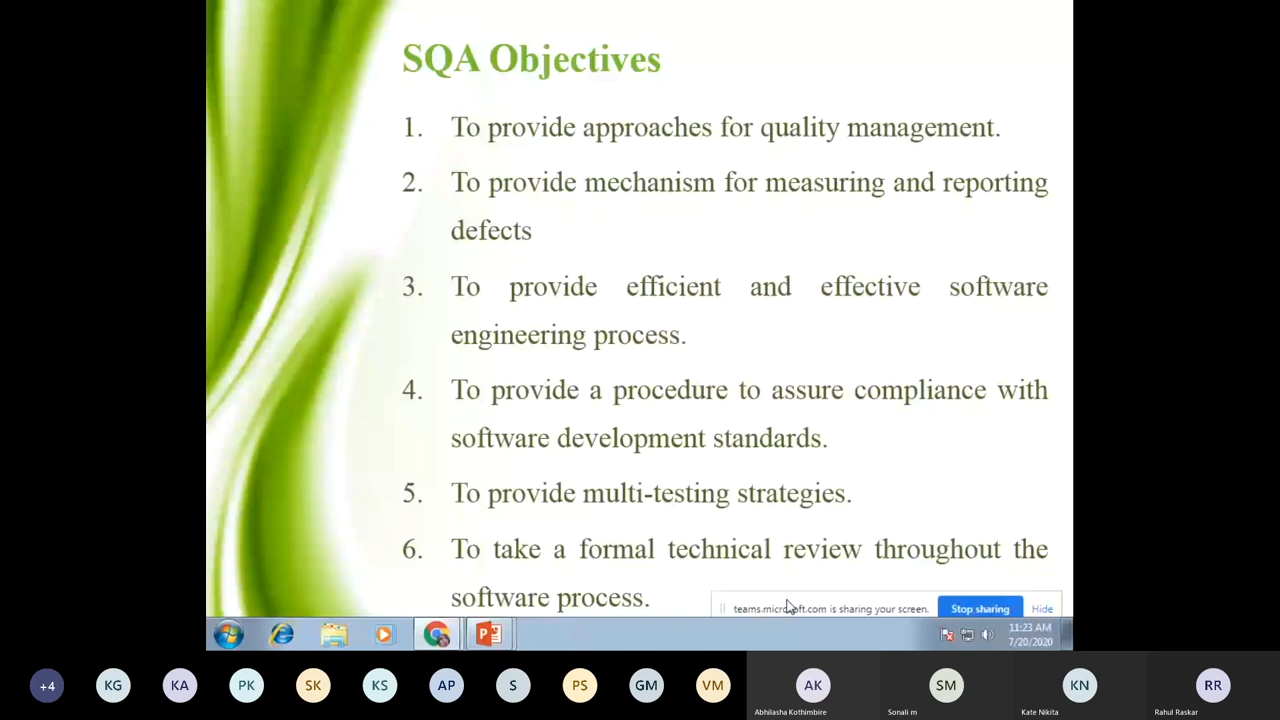 SQA Objectives
1. To provide approaches for quality management.
2. To provide mechanism for measuring and reporting
defects
3. To provide efficient and effective software
engineering process.
4. To provide a procedure to assure compliance with
software development standards.
5. To provide multi-testing strategies.
6. To take a formal technical review throughout the
software process.
teams.microsoft.com is sharing your screen. Stop sharing Hide
11:23 AM
7/20/2020
+4 KG KA PK SK KS AP S PS GM VM AK SM KN RR
Abhilasha Kothimbire Sonali m Kate Nikita Rahul Raskar